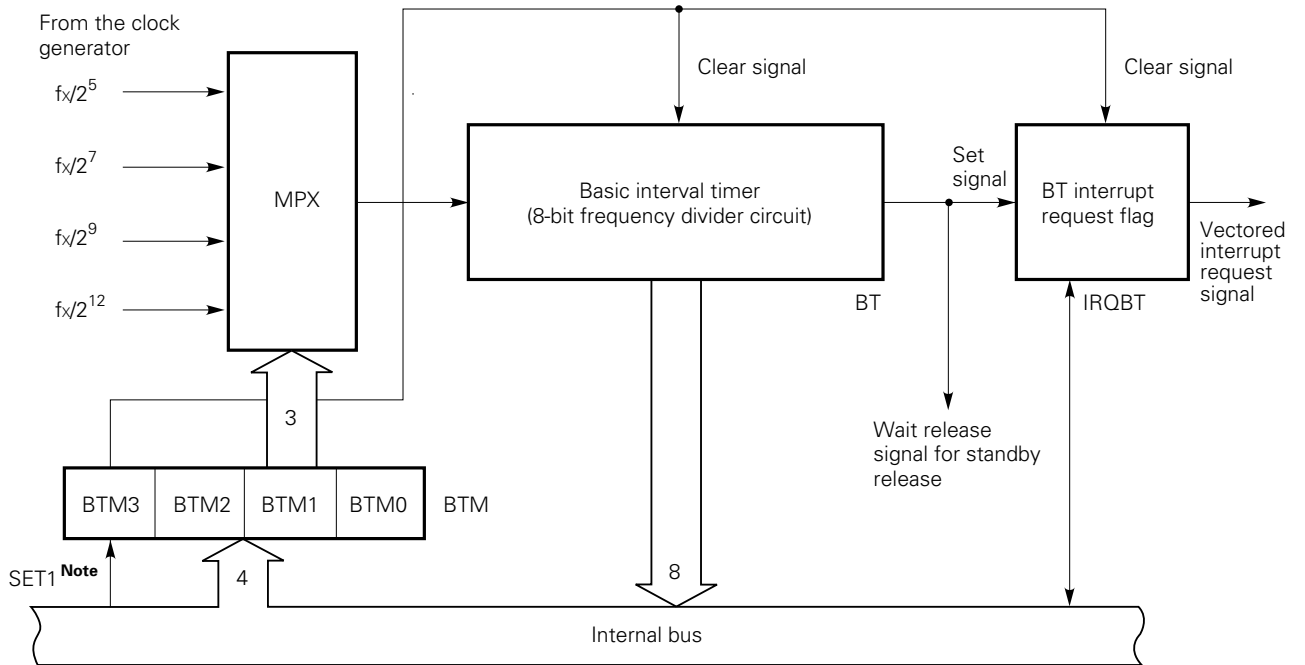 From the clock
generator
fx/2^5
fx/2^7
fx/2^9
fx/2^12
MPX
Clear signal
Clear signal
Basic interval timer
(8-bit frequency divider circuit)
BT
Set
signal
BT interrupt
request flag
IRQBT
Vectored
interrupt
request
signal
Wait release
signal for standby
release
3
BTM3 BTM2 BTM1 BTM0 BTM
SET1 Note
4
8
Internal bus